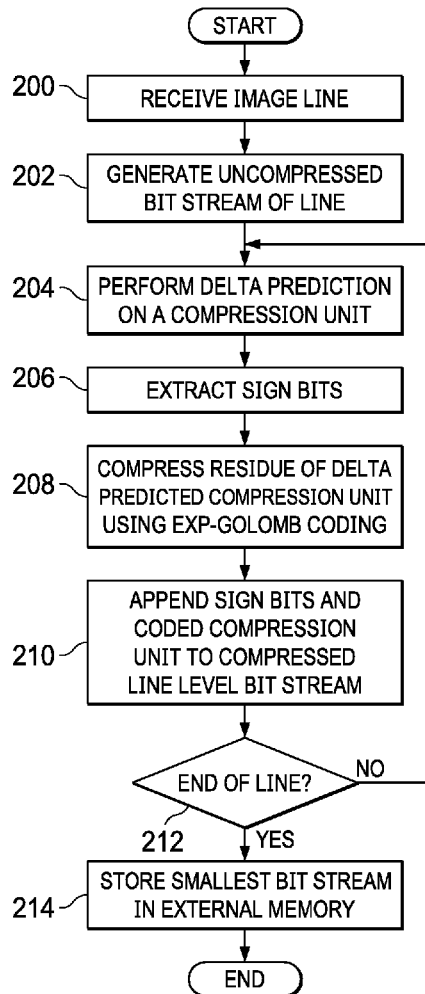 START
200
RECEIVE IMAGE LINE
202
GENERATE UNCOMPRESSED
BIT STREAM OF LINE
204
PERFORM DELTA PREDICTION
ON A COMPRESSION UNIT
206
EXTRACT SIGN BITS
208
COMPRESS RESIDUE OF DELTA
PREDICTED COMPRESSION UNIT
USING EXP-GOLOMB CODING
210
APPEND SIGN BITS AND
CODED COMPRESSION
UNIT TO COMPRESSED
LINE LEVEL BIT STREAM
END OF LINE?
NO
212
YES
214
STORE SMALLEST BIT STREAM
IN EXTERNAL MEMORY
END